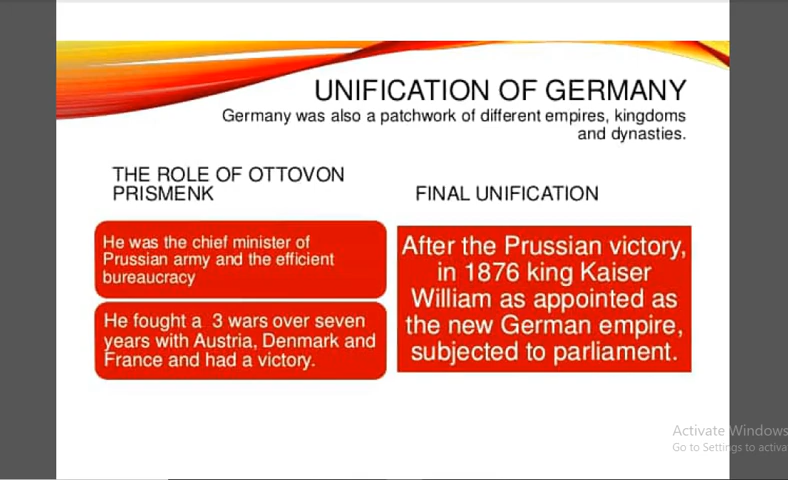 UNIFICATION OF GERMANY
Germany was also a patchwork of different empires, kingdoms
and dynasties.
THE ROLE OF OTTOVON
PRISMENK
He was the chief minister of
Prussian army and the efficient
bureaucracy
He fought a 3 wars over seven
years with Austria, Denmark and
France and had a victory.
FINAL UNIFICATION
After the Prussian victory,
in 1876 king Kaiser
William as appointed as
the new German empire,
subjected to parliament.
Activate Windows
Go to Settings to activa